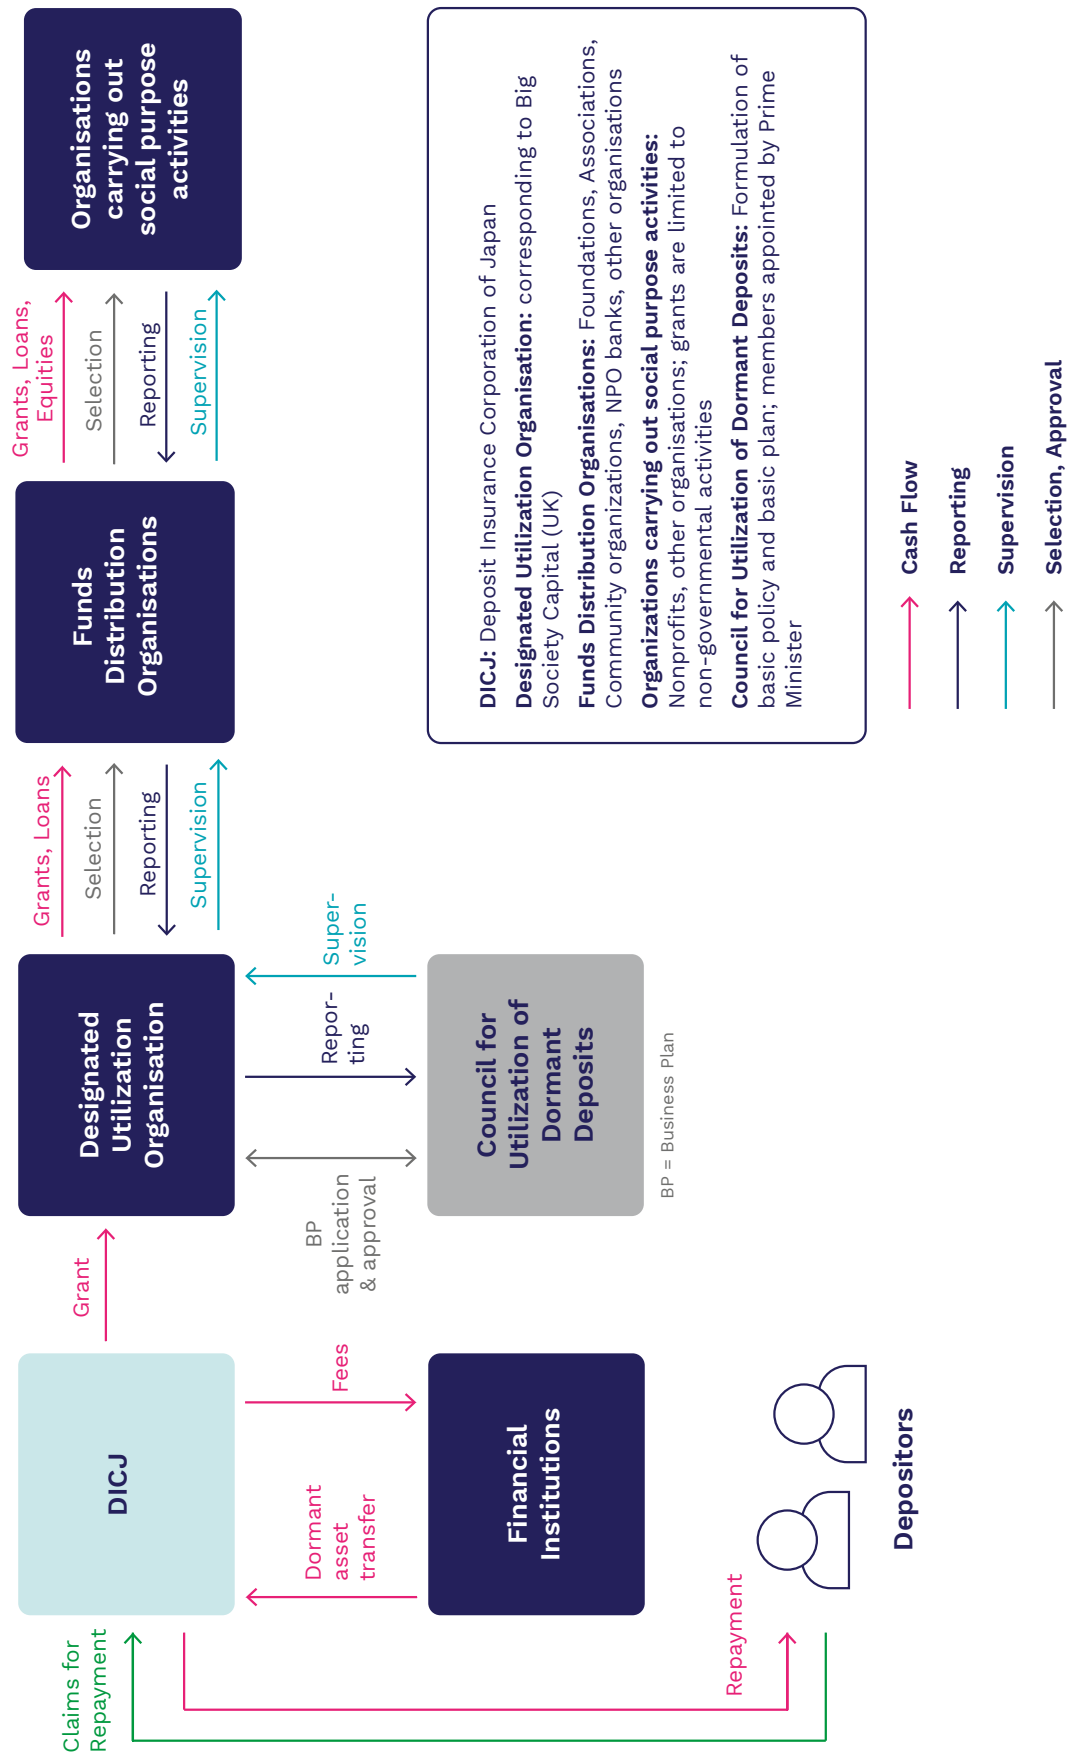 Claims for
Repayment
DICJ
Grant
Designated
Utilization
Organisation
Grants, Loans
Selection
Reporting
Supervision
Funds
Distribution
Organisations
Grants, Loans,
Equities
Selection
Reporting
Supervision
Organisations
carrying out
social purpose
activities
Dormant
asset
transfer
Fees
BP
application
& approval
Repor-
ting
Super-
vision
Financial
Institutions
Council for
Utilization of
Dormant
Deposits
BP = Business Plan
Repayment
Depositors
DICJ: Deposit Insurance Corporation of Japan
Designated Utilization Organisation: corresponding to Big
Society Capital (UK)
Funds Distribution Organisations: Foundations, Associations,
Community organizations, NPO banks, other organisations
Organizations carrying out social purpose activities:
Nonprofits, other organisations; grants are limited to
non-governmental activities
Council for Utilization of Dormant Deposits: Formulation of
basic policy and basic plan; members appointed by Prime
Minister
Cash Flow
Reporting
Supervision
Selection, Approval